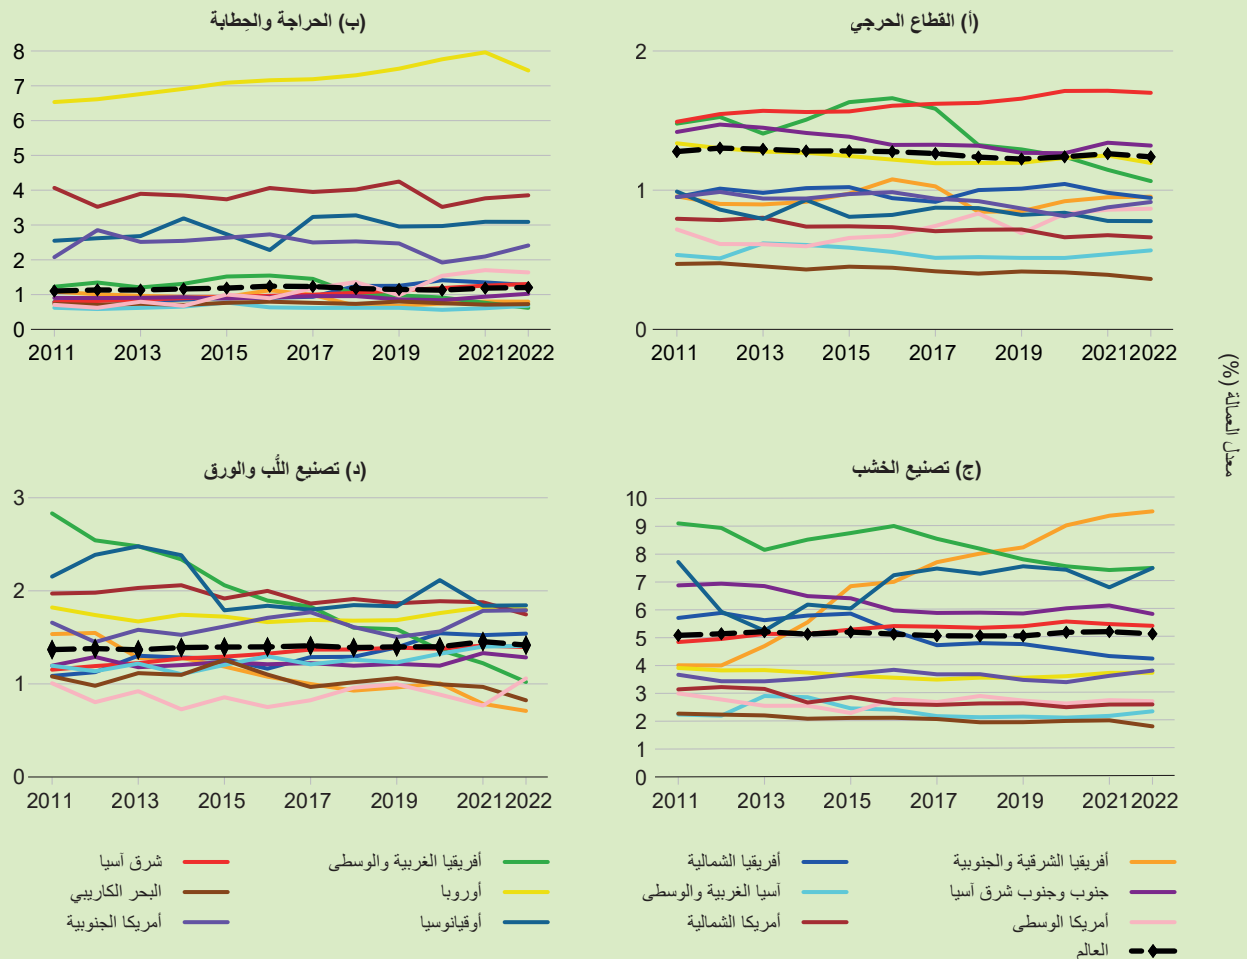 (أ) القطاع الحرجي
2
1
0
2011 2013 2015 2017 2019 2021 2022
(ب) الحراجة والحِطابة
8
7
6
5
4
3
2
1
0
2011 2013 2015 2017 2019 2021 2022
معدل العمالة (%)
(ج) تصنيع الخشب
10
9
8
7
6
5
4
3
2
1
0
2011 2013 2015 2017 2019 2021 2022
(د) تصنيع اللُّب والورق
3
2
1
0
2011 2013 2015 2017 2019 2021 2022
أفريقيا الشرقية والجنوبية أفريقيا الشمالية أفريقيا الغربية والوسطى شرق آسيا
جنوب وجنوب شرق آسيا آسيا الغربية والوسطى أوروبا البحر الكاريبي
أمريكا الوسطى أمريكا الشمالية أوقيانوسيا أمريكا الجنوبية
العالم